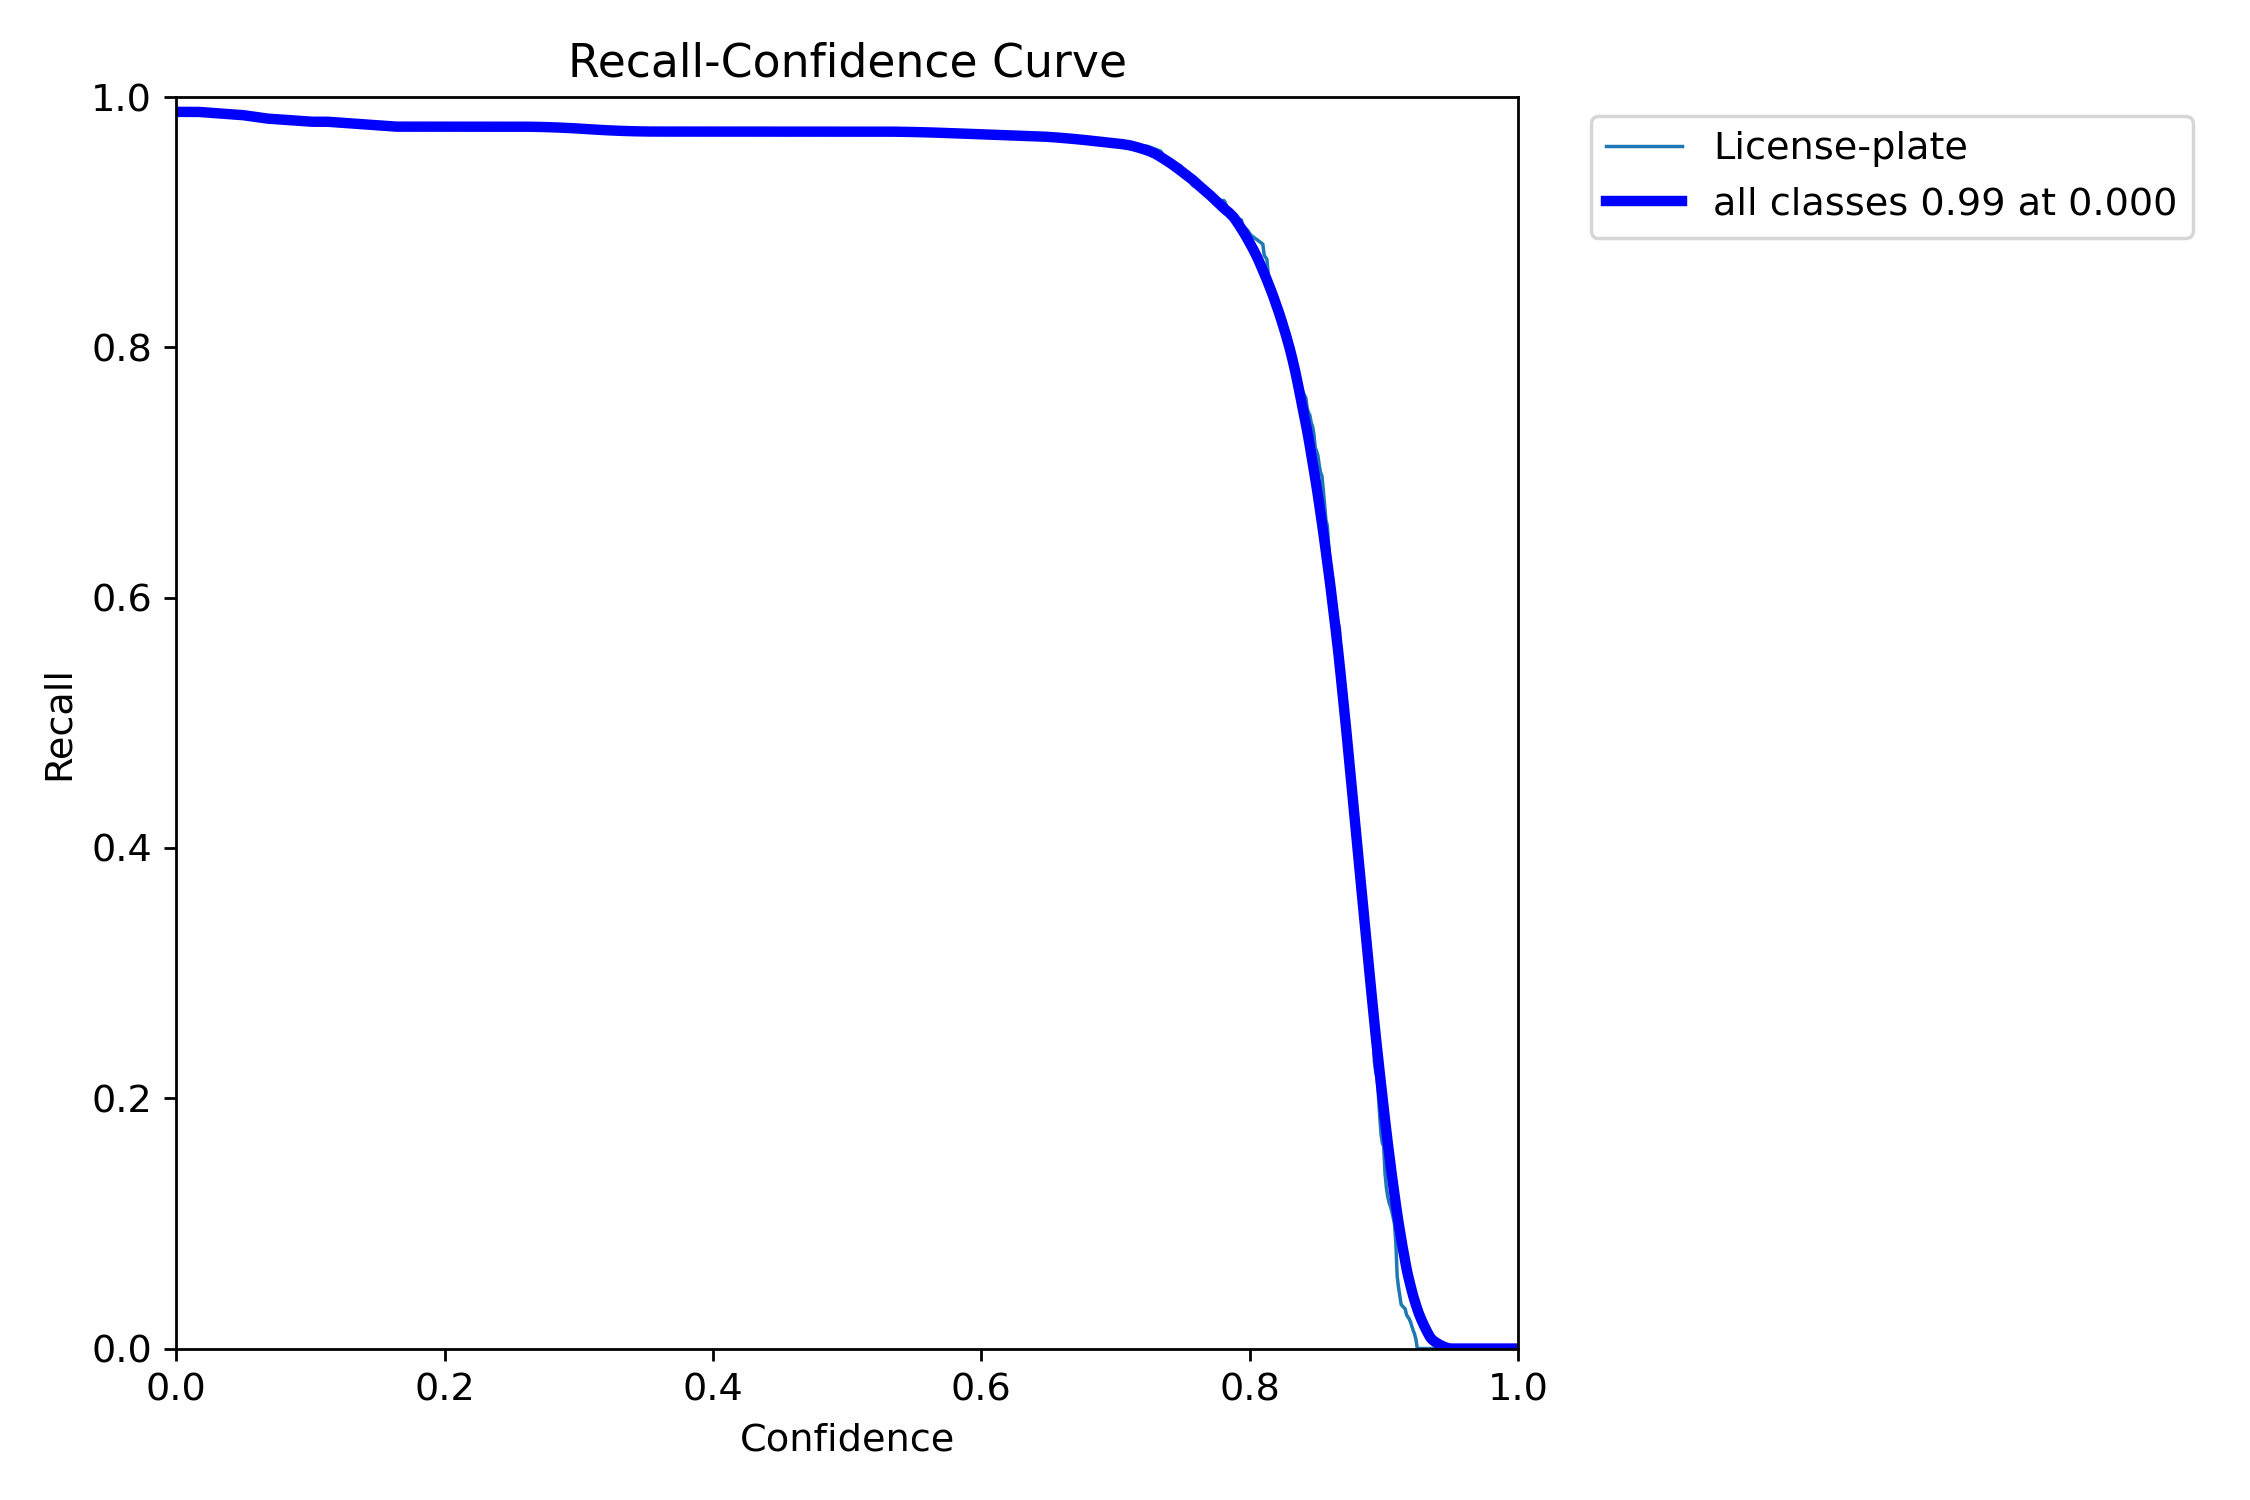 Recall-Confidence Curve
1.0
0.8
0.6
0.4
0.2
0.0
Recall
0.0 0.2 0.4 0.6 0.8 1.0
Confidence
License-plate
all classes 0.99 at 0.000